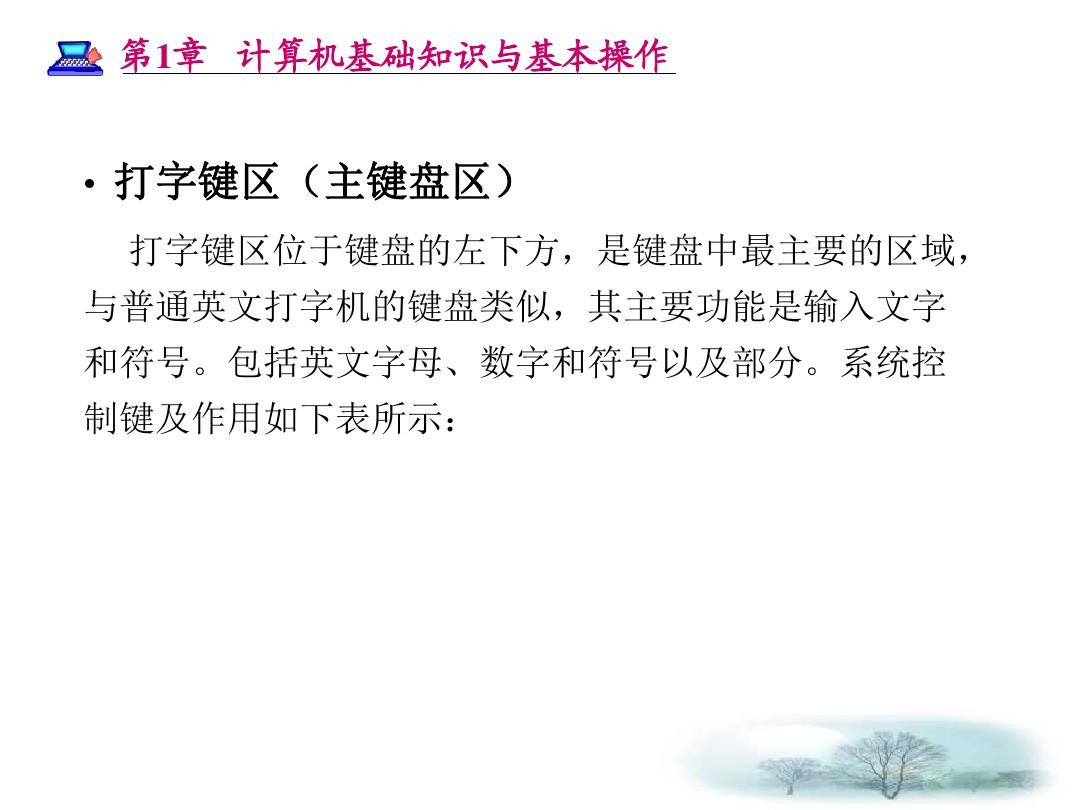 第1章 计算机基础知识与基本操作
• 打字键区（主键盘区）
打字键区位于键盘的左下方，是键盘中最主要的区域，
与普通英文打字机的键盘类似，其主要功能是输入文字
和符号。包括英文字母、数字和符号以及部分。系统控
制键及作用如下表所示：